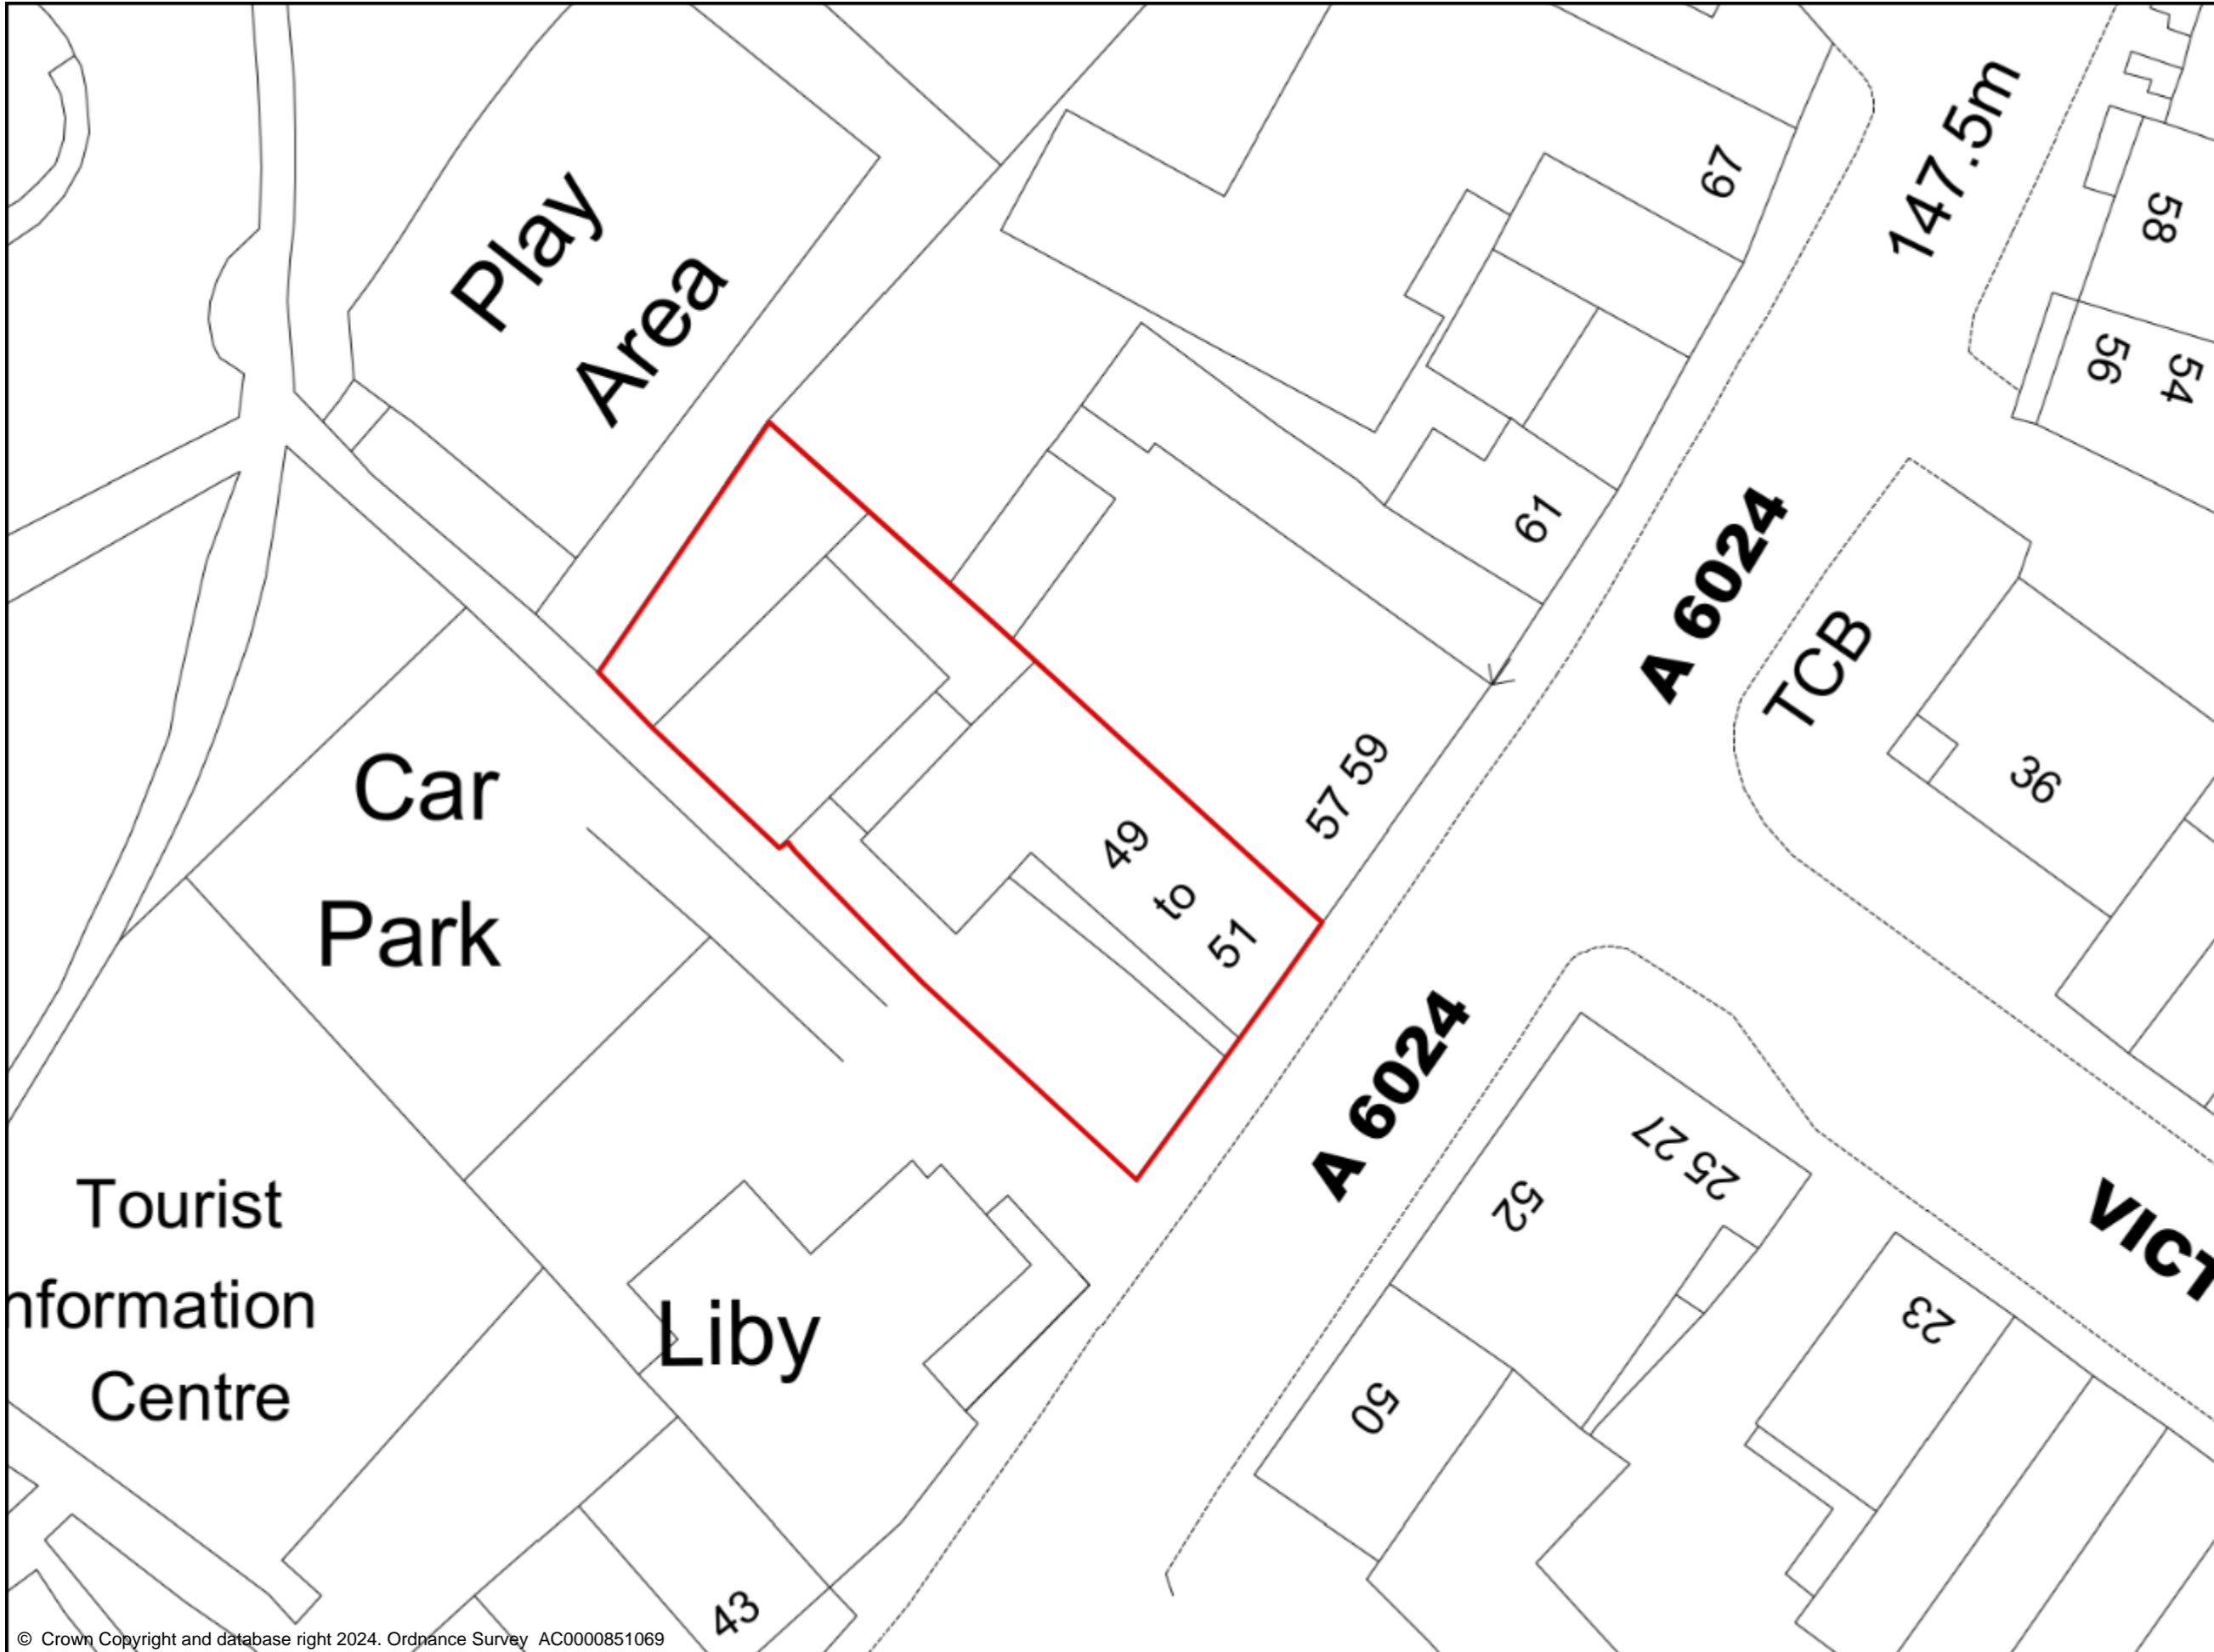 Play
Area
67
147.5m
58
56
54
61
A 6024
TCB
36
57 59
49
to
51
Car
Park
A 6024
25 27
52
VICT
23
50
Tourist
nformation
Centre
Liby
43
© Crown Copyright and database right 2024. Ordnance Survey AC0000851069